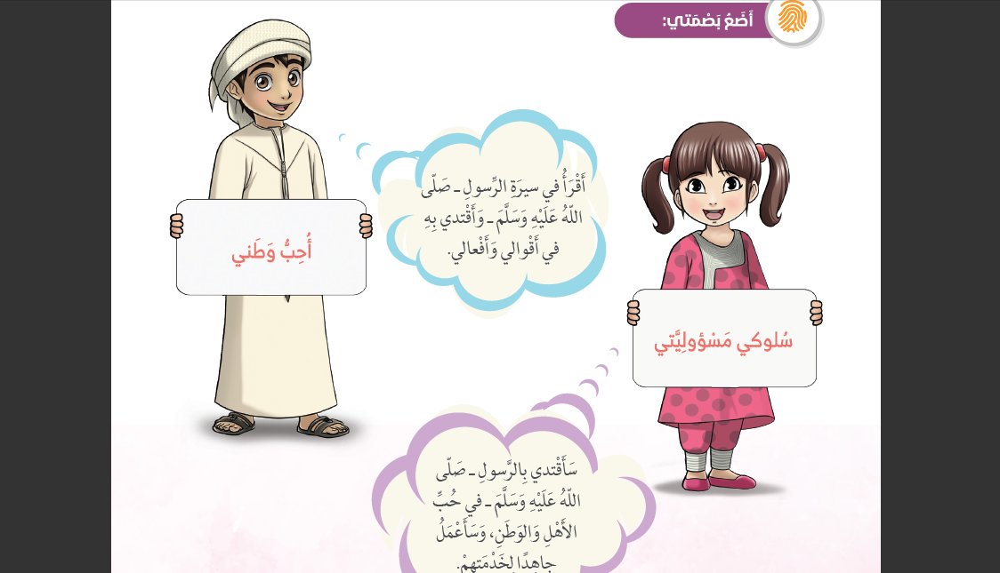 أَضَعُ بَصْمَتي:
أَقْرَأُ في سيرَةِ الرَّسولِ - صَلّى
اللّهُ عَلَيْهِ وَسَلَّمَ - وَأَقْتَدي بِهِ
في أَقْوالي وَأَفْعالي.
أُحِبُّ وَطَني
سُلوكي مَسْؤولِيَّتي
سَأَقْتَدي بِالرَّسولِ - صَلّى
اللّهُ عَلَيْهِ وَسَلَّمَ - في حُبِّ
الأَهْلِ وَالوَطَنِ، وَسَأَعْمَلُ
جاهِدًا لِخَدْمَتِهِمْ.